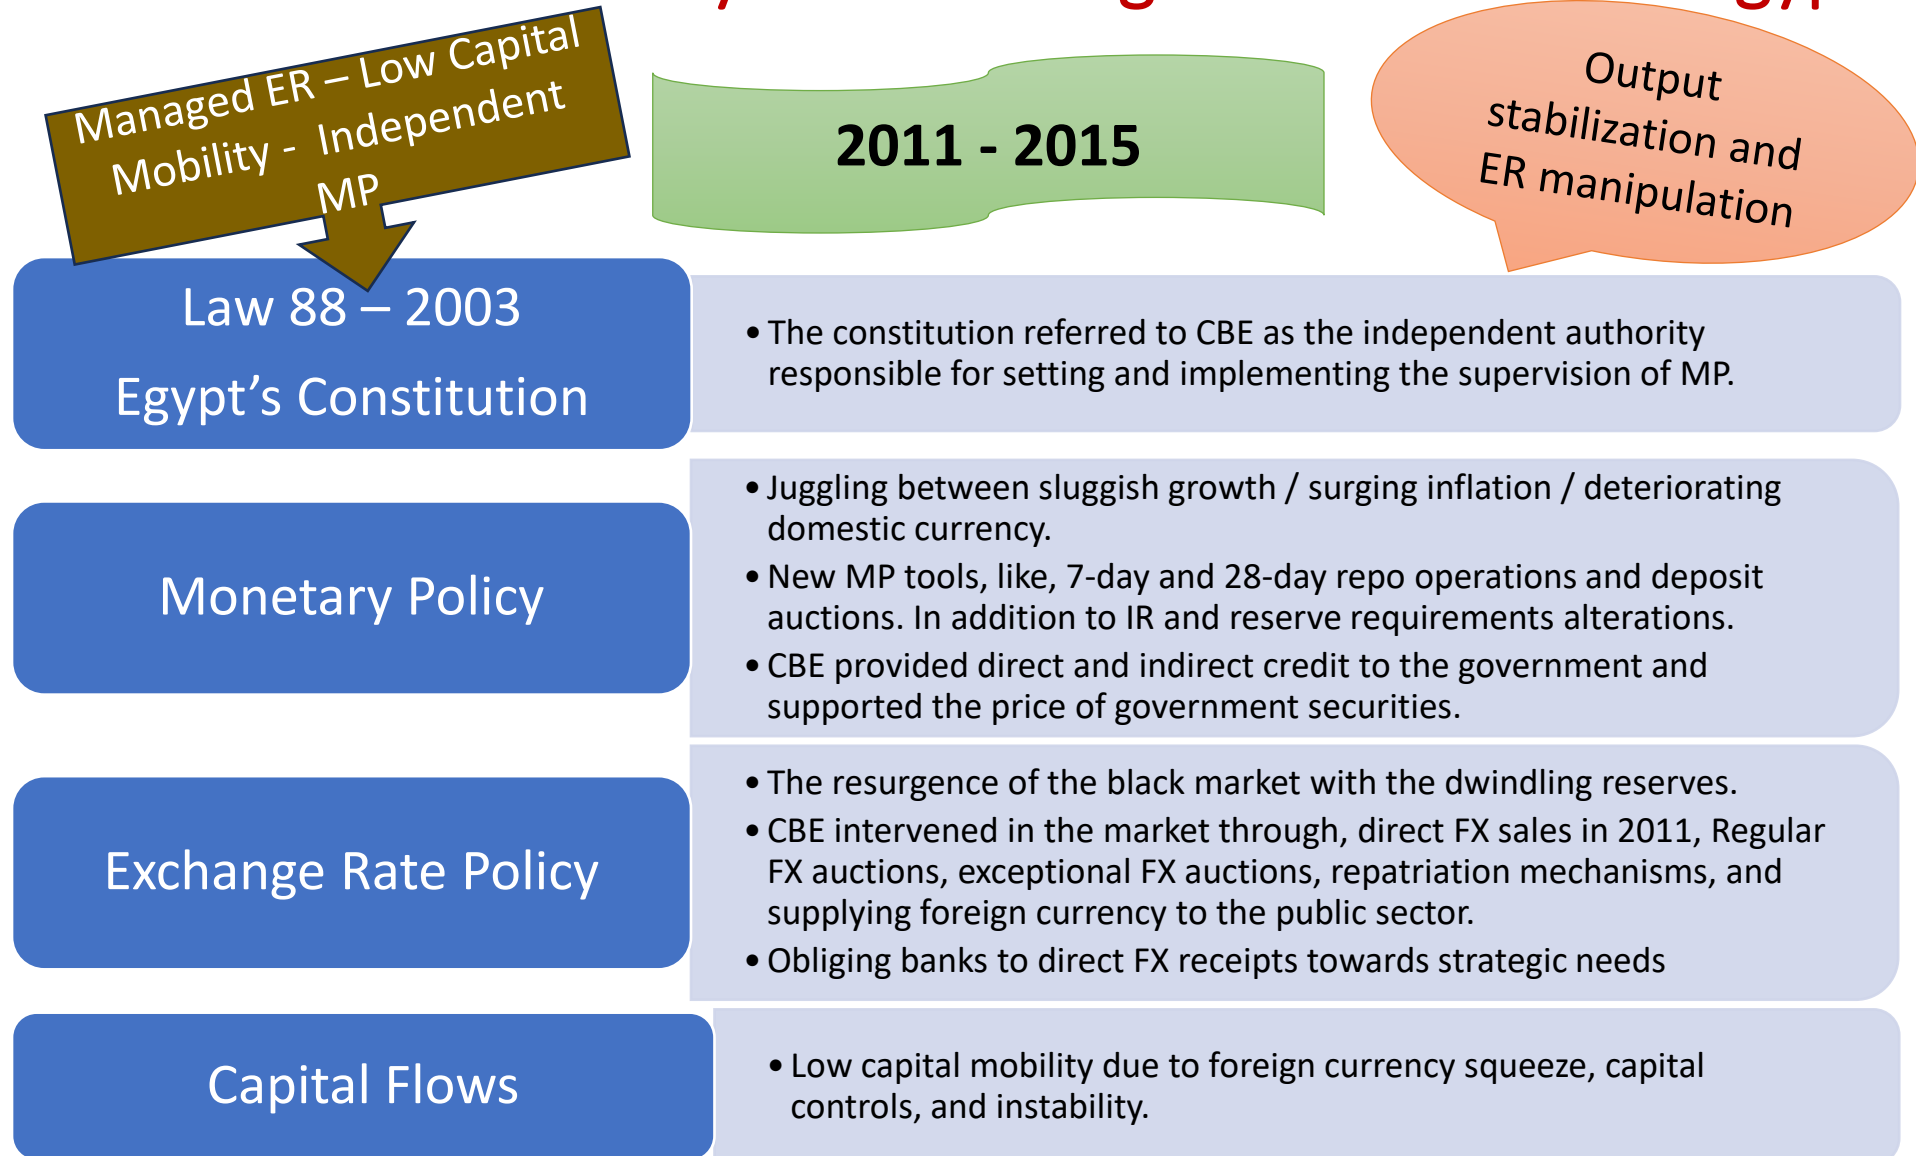 Managed ER – Low Capital
Mobility - Independent
MP
2011 - 2015
Output
stabilization and
ER manipulation
Law 88 – 2003
Egypt’s Constitution
• The constitution referred to CBE as the independent authority
responsible for setting and implementing the supervision of MP.
Monetary Policy
• Juggling between sluggish growth / surging inflation / deteriorating
domestic currency.
• New MP tools, like, 7-day and 28-day repo operations and deposit
auctions. In addition to IR and reserve requirements alterations.
• CBE provided direct and indirect credit to the government and
supported the price of government securities.
Exchange Rate Policy
• The resurgence of the black market with the dwindling reserves.
• CBE intervened in the market through, direct FX sales in 2011, Regular
FX auctions, exceptional FX auctions, repatriation mechanisms, and
supplying foreign currency to the public sector.
• Obliging banks to direct FX receipts towards strategic needs
Capital Flows
• Low capital mobility due to foreign currency squeeze, capital
controls, and instability.